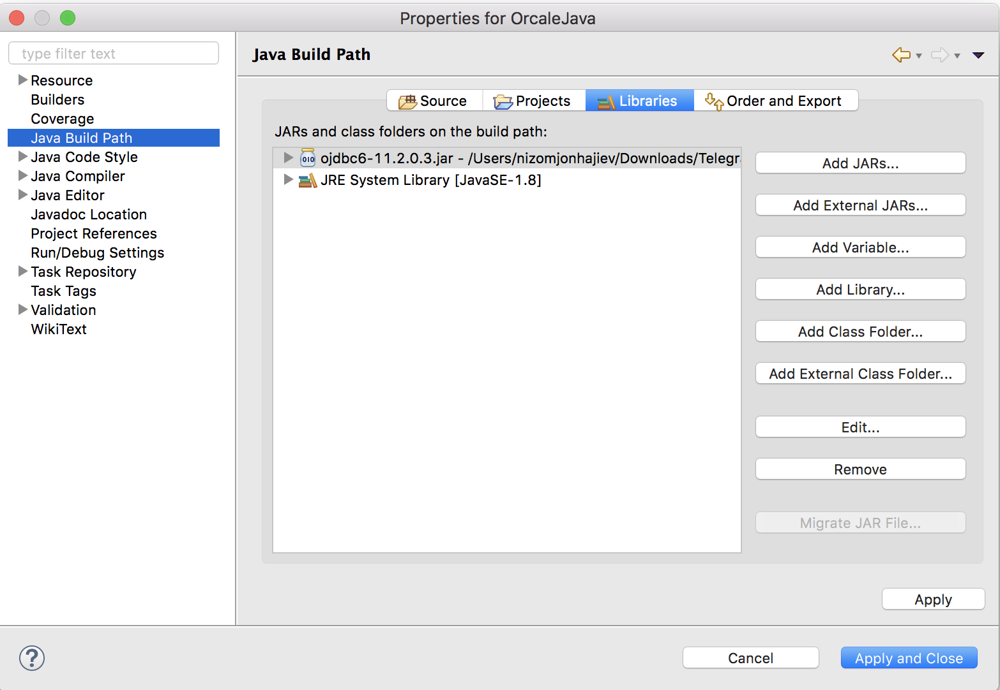 Properties for OrcaleJava
type filter text
Resource
Builders
Coverage
Java Build Path
Java Code Style
Java Compiler
Java Editor
Javadoc Location
Project References
Run/Debug Settings
Task Repository
Task Tags
Validation
WikiText
Java Build Path
Source
Projects
Libraries
Order and Export
JARs and class folders on the build path:
010 ojdbc6-11.2.0.3.jar - /Users/nizomjonhajiev/Downloads/Telegra
JRE System Library [JavaSE-1.8]
Add JARs...
Add External JARs...
Add Variable...
Add Library...
Add Class Folder...
Add External Class Folder...
Edit...
Remove
Migrate JAR File...
Apply
?
Cancel
Apply and Close